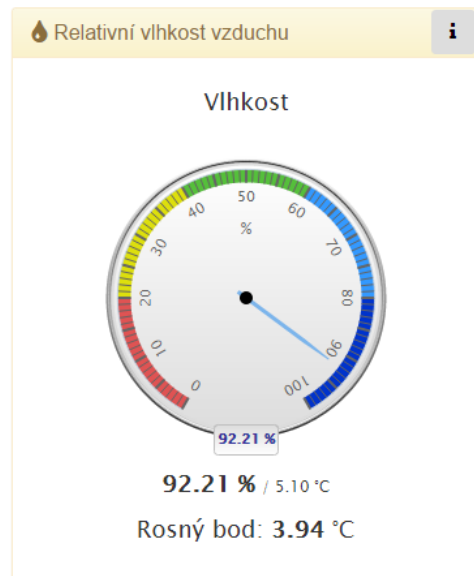 Relativní vlhkost vzduchu i
Vlhkost
0 10 20 30 40 50 60 70 80 90 100
%
92.21 %
92.21 % / 5.10 °C
Rosný bod: 3.94 °C